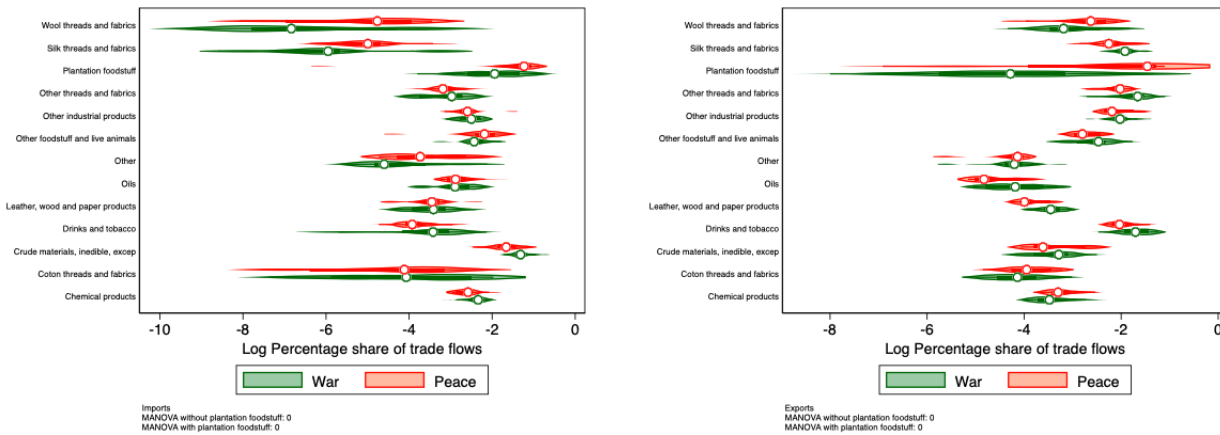 Wool threads and fabrics
Silk threads and fabrics
Plantation foodstuff
Other threads and fabrics
Other industrial products
Other foodstuff and live animals
Other
Oils
Leather, wood and paper products
Drinks and tobacco
Crude materials, inedible, excep
Coton threads and fabrics
Chemical products
-10 -8 -6 -4 -2 0
Log Percentage share of trade flows
War Peace
Imports
MANOVA without plantation foodstuff: 0
MANOVA with plantation foodstuff: 0
Wool threads and fabrics
Silk threads and fabrics
Plantation foodstuff
Other threads and fabrics
Other industrial products
Other foodstuff and live animals
Other
Oils
Leather, wood and paper products
Drinks and tobacco
Crude materials, inedible, excep
Coton threads and fabrics
Chemical products
-8 -6 -4 -2 0
Log Percentage share of trade flows
War Peace
Exports
MANOVA without plantation foodstuff: 0
MANOVA with plantation foodstuff: 0